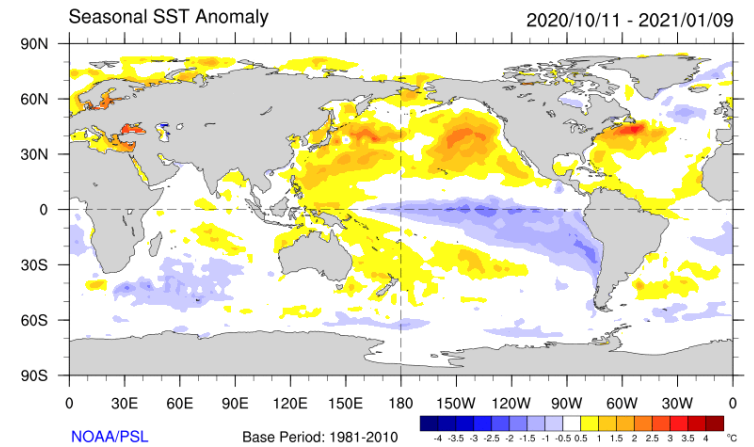 Seasonal SST Anomaly
2020/10/11 - 2021/01/09
90N
60N
30N
0
30S
60S
90S
0 30E 60E 90E 120E 150E 180 150W 120W 90W 60W 30W 0
NOAA/PSL
Base Period: 1981-2010
-4 -3.5 -3 -2.5 -2 -1.5 -1 -0.5 0.5 1 1.5 2 2.5 3 3.5 4 °C